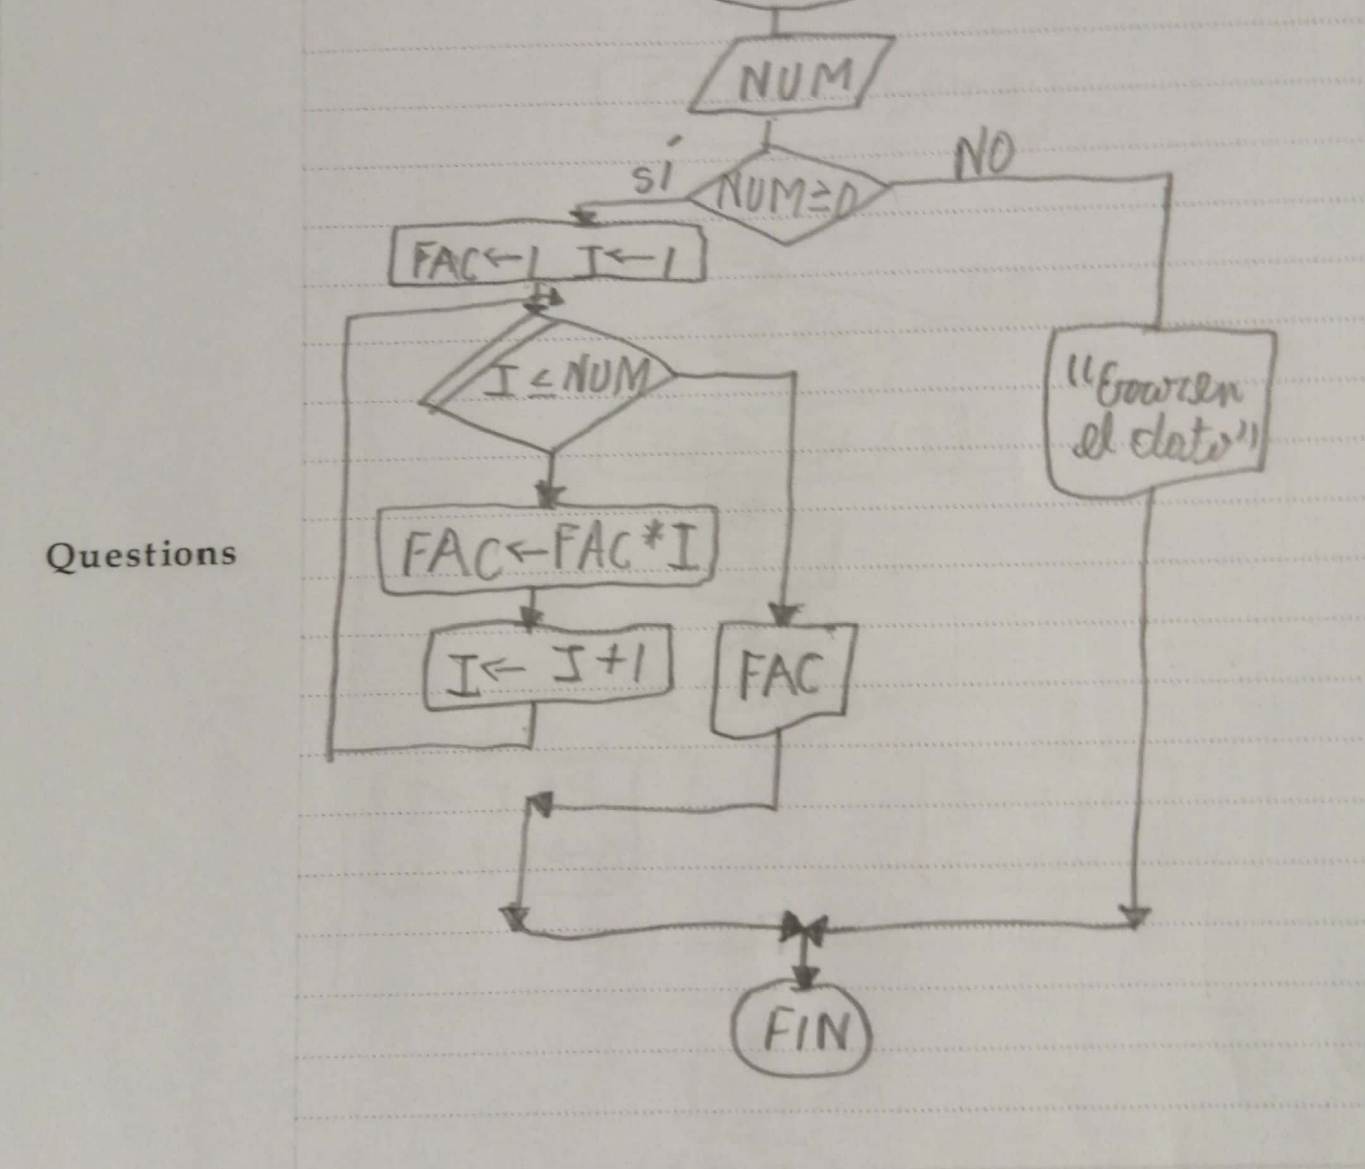 NUM
SÍ
NO
NUM≥0
FAC←1 I←1
I ≤ NUM
"Error en
el dato"
Questions
FAC←FAC*I
I← I+1
FAC
FIN